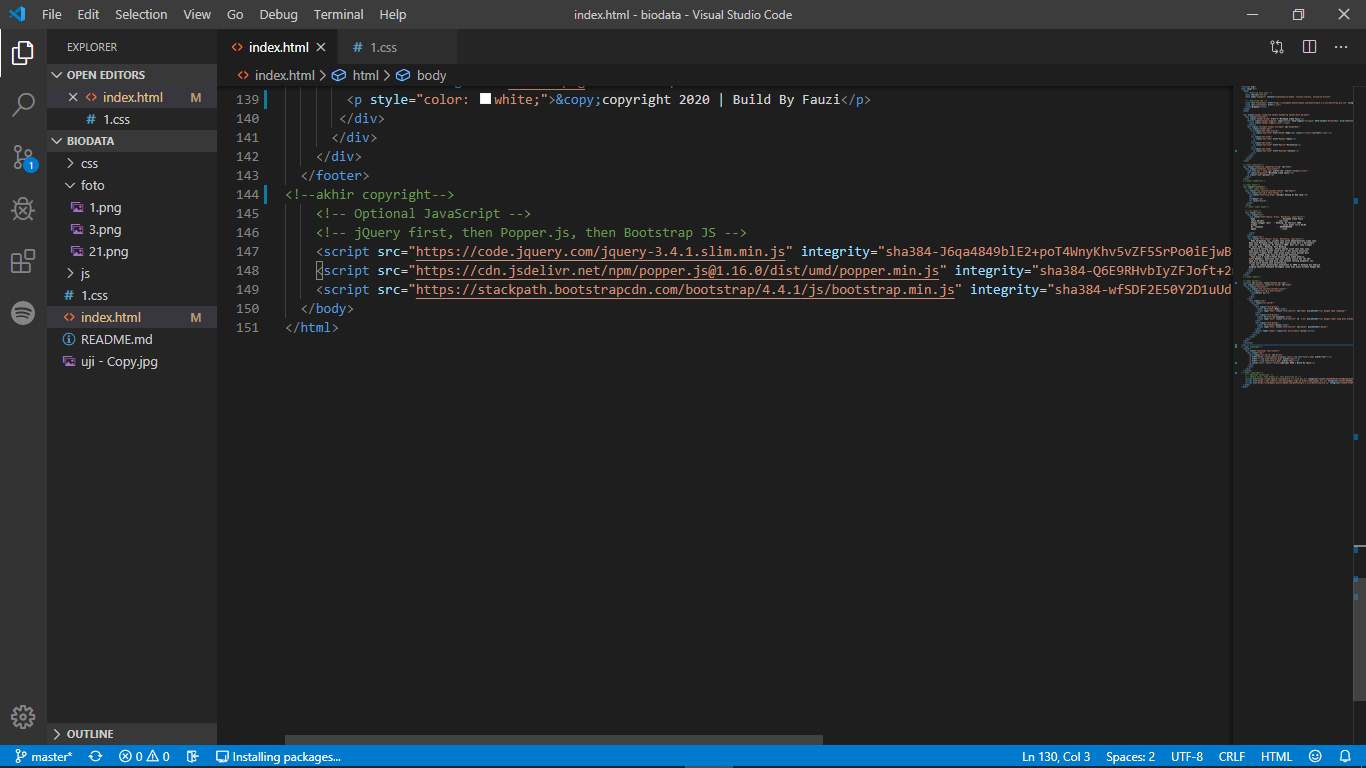 File Edit Selection View Go Debug Terminal Help
index.html - biodata - Visual Studio Code
EXPLORER
OPEN EDITORS
index.html M
1.css
BIODATA
css
foto
1.png
3.png
21.png
js
1.css
index.html M
README.md
uji - Copy.jpg
OUTLINE
index.html 1.css
index.html html body
139 <p style="color: white;">&copy;copyright 2020 | Build By Fauzi</p>
140 </div>
141 </div>
142 </div>
143 </footer>
144 <!--akhir copyright-->
145 <!-- Optional JavaScript -->
146 <!-- jQuery first, then Popper.js, then Bootstrap JS -->
147 <script src="https://code.jquery.com/jquery-3.4.1.slim.min.js" integrity="sha384-J6qa4849blE2+poT4WnyKhv5vZF5SrPo0iEjwB
148 <script src="https://cdn.jsdelivr.net/npm/popper.js@1.16.0/dist/umd/popper.min.js" integrity="sha384-Q6E9RHvbIyZFJoft+2
149 <script src="https://stackpath.bootstrapcdn.com/bootstrap/4.4.1/js/bootstrap.min.js" integrity="sha384-wfSDF2E50Y2D1uUd
150 </body>
151 </html>
1
master* 0 0 Installing packages... Ln 130, Col 3 Spaces: 2 UTF-8 CRLF HTML